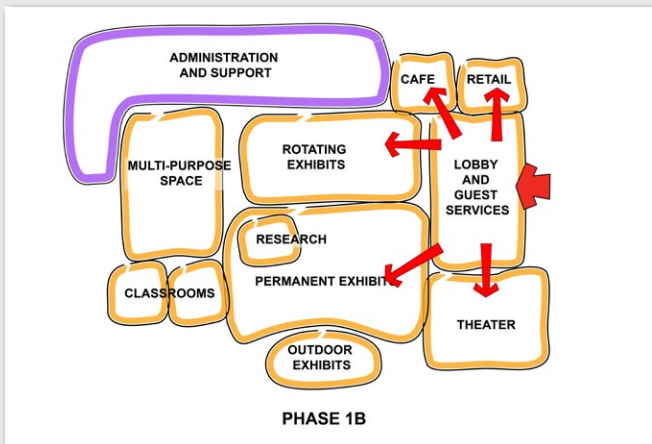 ADMINISTRATION
AND SUPPORT
CAFE
RETAIL
MULTI-PURPOSE
SPACE
ROTATING
EXHIBITS
LOBBY
AND
GUEST
SERVICES
RESEARCH
PERMANENT EXHIBITS
CLASSROOMS
THEATER
OUTDOOR
EXHIBITS
PHASE 1B